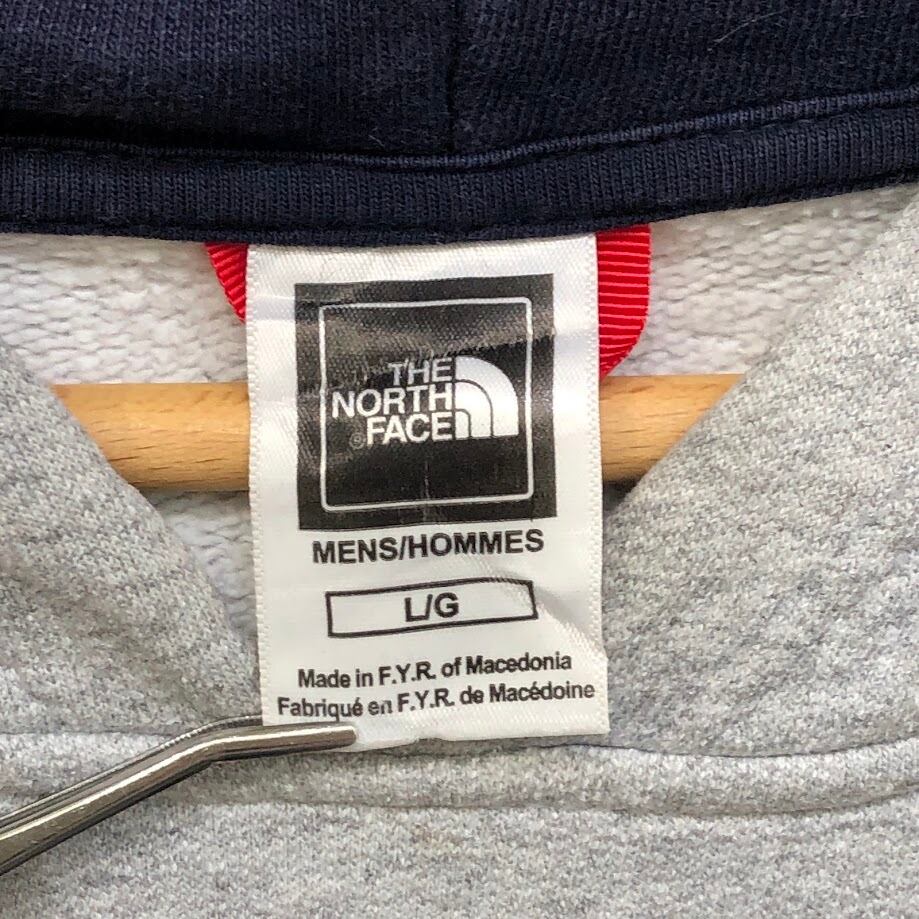 THE
NORTH
FACE
MENS/HOMMES
L/G
Made in F.Y.R. of Macedonia
Fabriqué en F.Y.R. de Macédoine